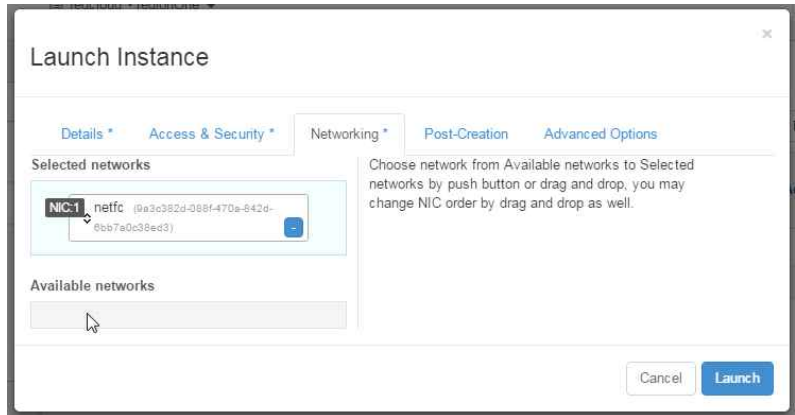 ×
Launch Instance
Details *
Access & Security *
Networking *
Post-Creation
Advanced Options
Selected networks
NIC:1
netfc (9a3c382d-088f-470a-842d-
6bb7a0c38ed3)
-
Available networks
Choose network from Available networks to Selected
networks by push button or drag and drop, you may
change NIC order by drag and drop as well.
Cancel
Launch